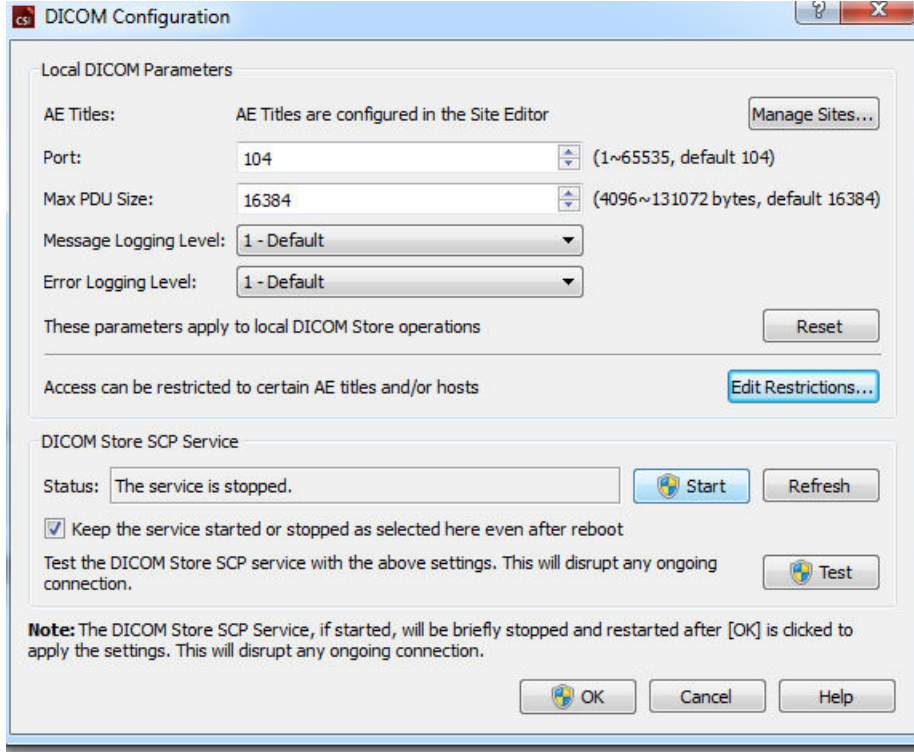 csi DICOM Configuration
Local DICOM Parameters
AE Titles: AE Titles are configured in the Site Editor Manage Sites...
Port: 104 (1~65535, default 104)
Max PDU Size: 16384 (4096~131072 bytes, default 16384)
Message Logging Level: 1 - Default
Error Logging Level: 1 - Default
These parameters apply to local DICOM Store operations Reset
Access can be restricted to certain AE titles and/or hosts Edit Restrictions...
DICOM Store SCP Service
Status: The service is stopped. Start Refresh
Keep the service started or stopped as selected here even after reboot
Test the DICOM Store SCP service with the above settings. This will disrupt any ongoing
connection. Test
Note: The DICOM Store SCP Service, if started, will be briefly stopped and restarted after [OK] is clicked to
apply the settings. This will disrupt any ongoing connection.
OK Cancel Help